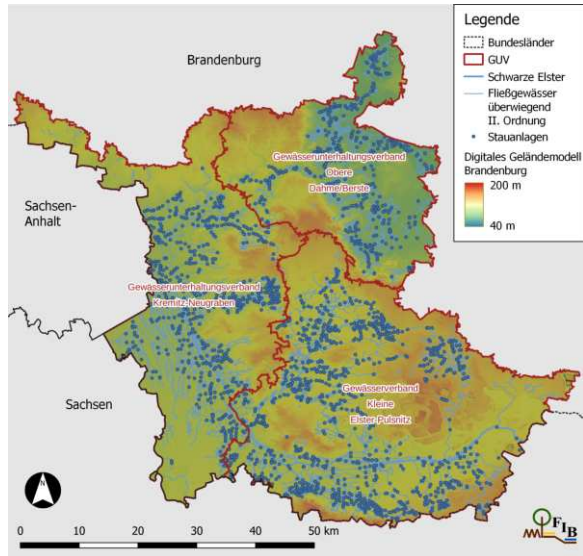 Legende
Bundesländer
GUV
Schwarze Elster
Fließgewässer
überwiegend
II. Ordnung
Stauanlagen
Digitales Geländemodell
Brandenburg
200 m
40 m
Brandenburg
Sachsen-
Anhalt
Sachsen
Gewässerunterhaltungsverband
Obere
Dahme/Berste
Gewässerunterhaltungsverband
Kremitz-Neugraben
Gewässerverband
Kleine
Elster-Pulsnitz
N
0 10 20 30 40 50 km
FIB